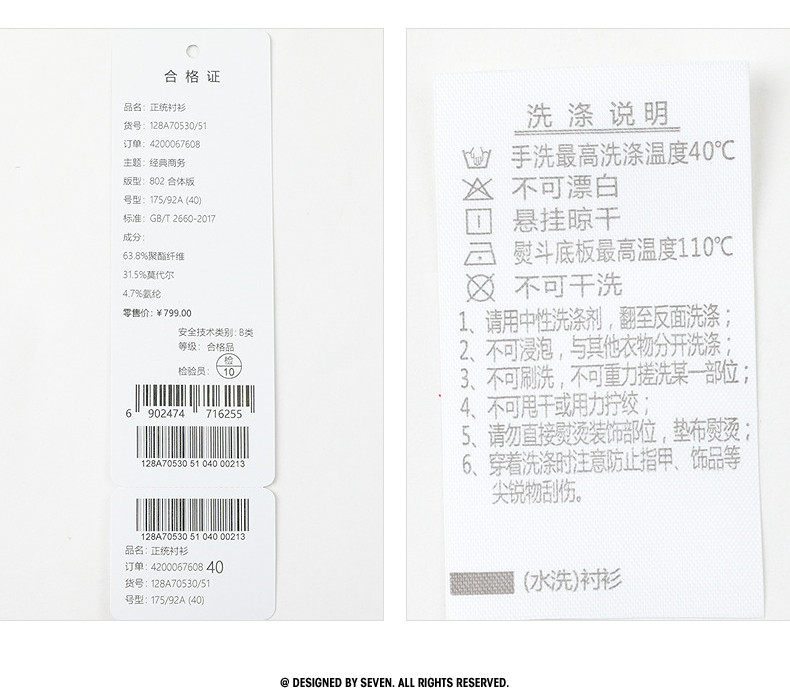 合格证
品名: 正统衬衫
货号: 128A70530/51
订单: 4200067608
主题: 经典商务
版型: 802 合体版
号型: 175/92A (40)
标准: GB/T 2660-2017
成分:
63.8%聚酯纤维
31.5%莫代尔
4.7%氨纶
零售价: ¥799.00
安全技术类别: B类
等级: 合格品
检验员: 检 10
6 902474 716255
128A70530 51 040 00213
128A70530 51 040 00213
品名: 正统衬衫
订单: 4200067608 40
货号: 128A70530/51
号型: 175/92A (40)
洗涤说明
手洗最高洗涤温度40℃
不可漂白
悬挂晾干
熨斗底板最高温度110℃
不可干洗
1、请用中性洗涤剂，翻至反面洗涤；
2、不可浸泡，与其他衣物分开洗涤；
3、不可刷洗，不可重力搓洗某一部位；
4、不可甩干或用力拧绞；
5、请勿直接熨烫装饰部位，垫布熨烫；
6、穿着洗涤时注意防止指甲、饰品等
尖锐物刮伤。
(水洗)衬衫
@ DESIGNED BY SEVEN. ALL RIGHTS RESERVED.